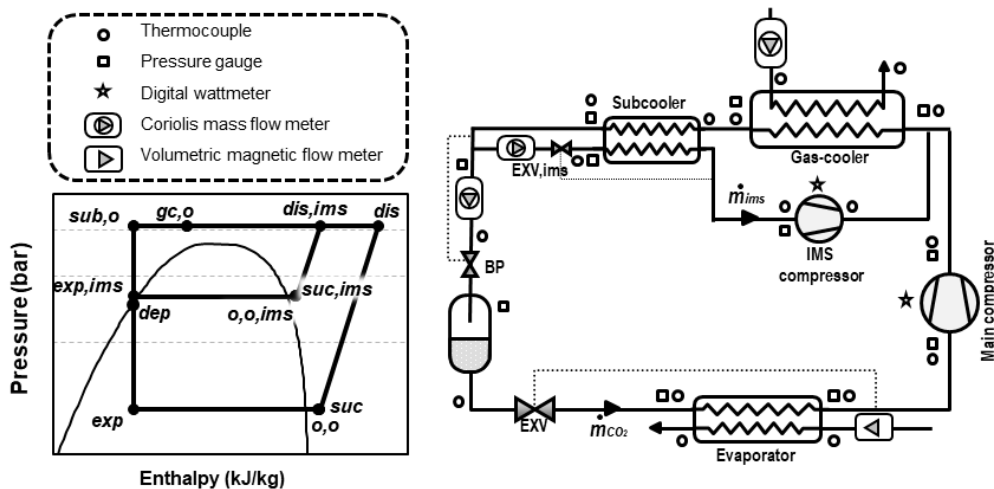 Thermocouple
Pressure gauge
Digital wattmeter
Coriolis mass flow meter
Volumetric magnetic flow meter
sub,o gc,o dis,ims dis
exp,ims suc,ims
dep o,o,ims
exp suc
o,o
Pressure (bar)
Enthalpy (kJ/kg)
Subcooler
Gas-cooler
EXV,ims
ṁims
IMS
compressor
BP
Main compressor
EXV
ṁCO₂
Evaporator